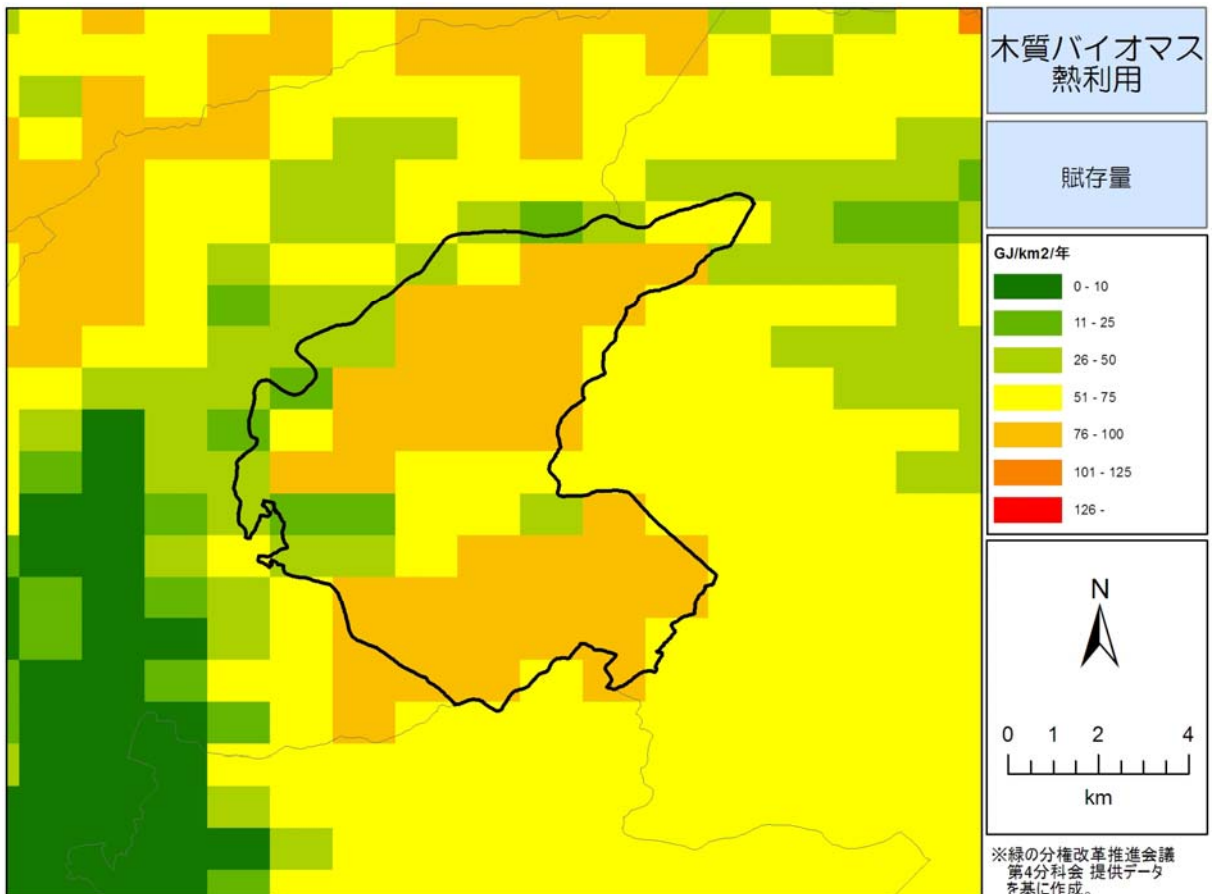 木質バイオマス
熱利用
賦存量
GJ/km2/年
0 - 10
11 - 25
26 - 50
51 - 75
76 - 100
101 - 125
126 -
N
0 1 2 4
km
※緑の分権改革推進会議
第4分科会 提供データ
を基に作成。